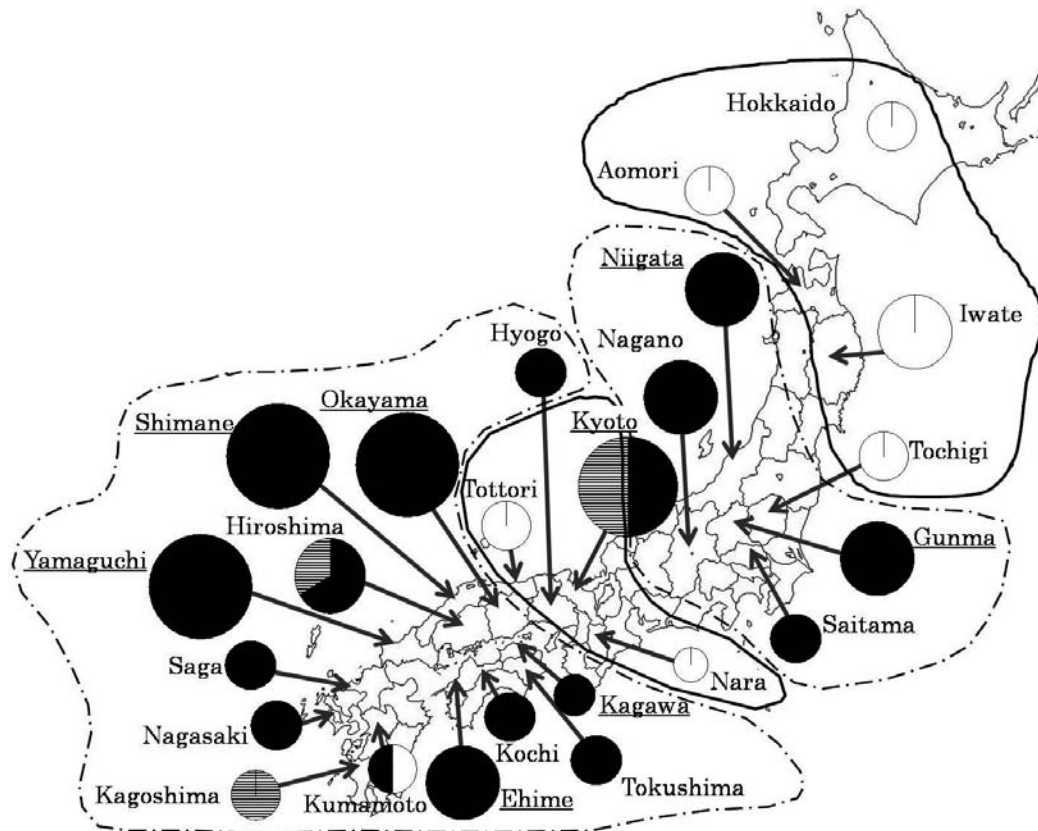 Hokkaido
Aomori
Niigata
Iwate
Hyogo
Nagano
Okayama
Shimane
Kyoto
Tochigi
Tottori
Hiroshima
Gunma
Yamaguchi
Saitama
Saga
Nara
Kagawa
Nagasaki
Kochi
Tokushima
Kagoshima
Kumamoto
Ehime